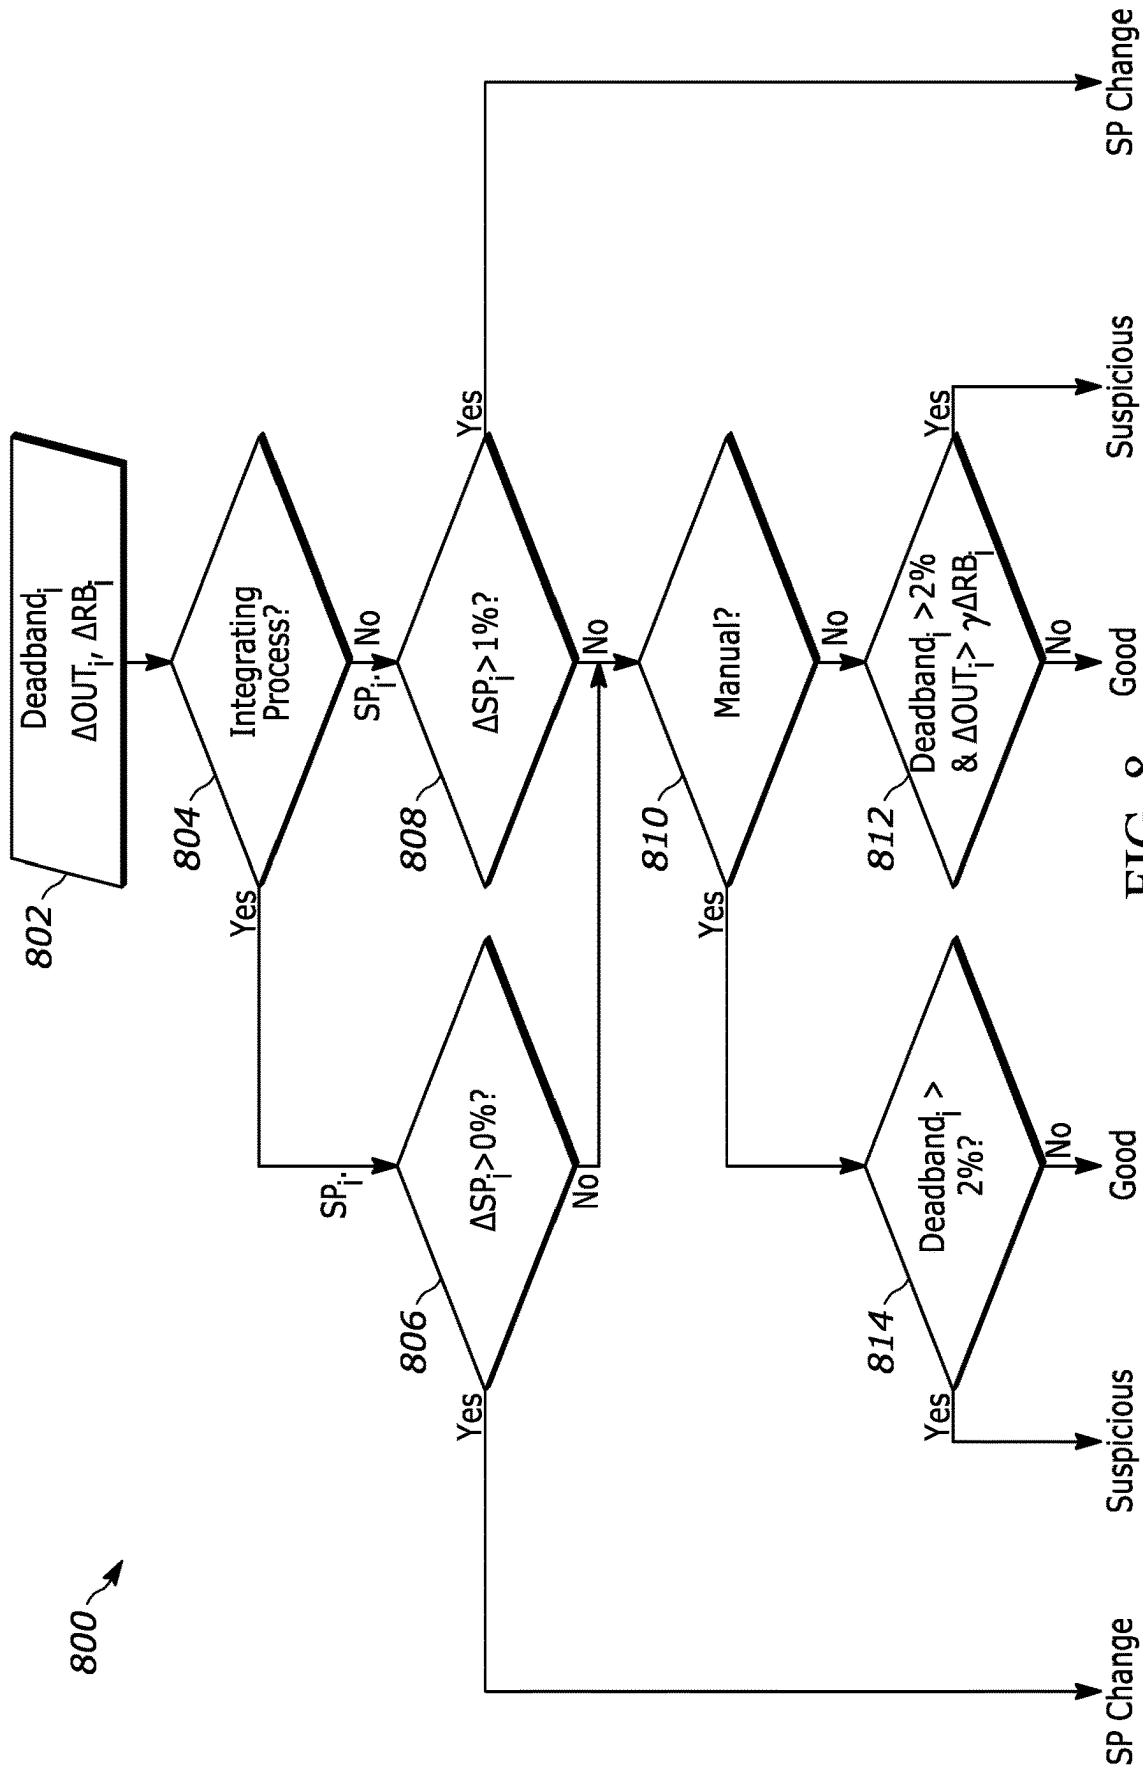 800
802
Deadbandi
ΔOUTi, ΔRBi
804
Integrating
Process?
Yes
No
SPi.
SPi.
806
ΔSPi>0%?
Yes
No
808
ΔSPi>1%?
Yes
No
810
Manual?
Yes
No
814
Deadbandi >
2%?
Yes
No
812
Deadbandi >2%
& ΔOUTi> γΔRBi
Yes
No
SP Change
Suspicious
Good
Good
Suspicious
SP Change
FIG. 8